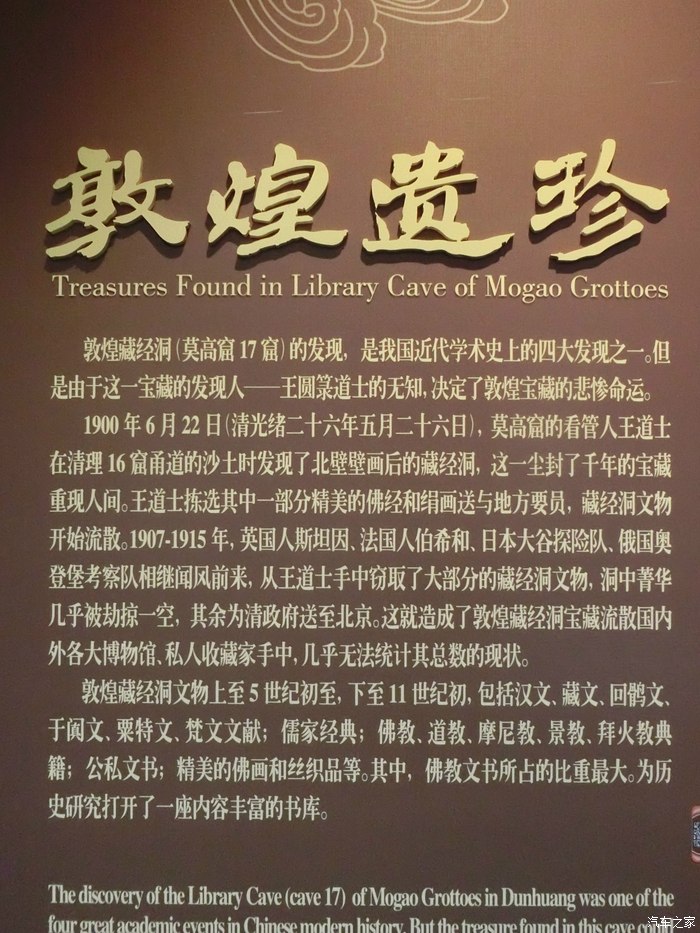 敦煌遗珍
Treasures Found in Library Cave of Mogao Grottoes
敦煌藏经洞(莫高窟17窟)的发现，是我国近代学术史上的四大发现之一。但
是由于这一宝藏的发现人——王圆箓道士的无知,决定了敦煌宝藏的悲惨命运。
1900年6月22日(清光绪二十六年五月二十六日)，莫高窟的看管人王道士
在清理16窟甬道的沙土时发现了北壁壁画后的藏经洞，这一尘封了千年的宝藏
重现人间。王道士拣选其中一部分精美的佛经和绢画送与地方要员，藏经洞文物
开始流散。1907-1915年,英国人斯坦因、法国人伯希和、日本大谷探险队、俄国奥
登堡考察队相继闻风前来，从王道士手中窃取了大部分的藏经洞文物，洞中菁华
几乎被劫掠一空，其余为清政府送至北京。这就造成了敦煌藏经洞宝藏流散国内
外各大博物馆、私人收藏家手中,几乎无法统计其总数的现状。
敦煌藏经洞文物上至5世纪初至，下至11世纪初,包括汉文、藏文、回鹘文、
于阗文、粟特文、梵文文献；儒家经典；佛教、道教、摩尼教、景教、拜火教典
籍；公私文书；精美的佛画和丝织品等。其中，佛教文书所占的比重最大。为历
史研究打开了一座内容丰富的书库。
The discovery of the Library Cave (cave 17) of Mogao Grottoes in Dunhuang was one of the
four great academic events in Chinese modern history. But the treasure found in this cave
汽车之家